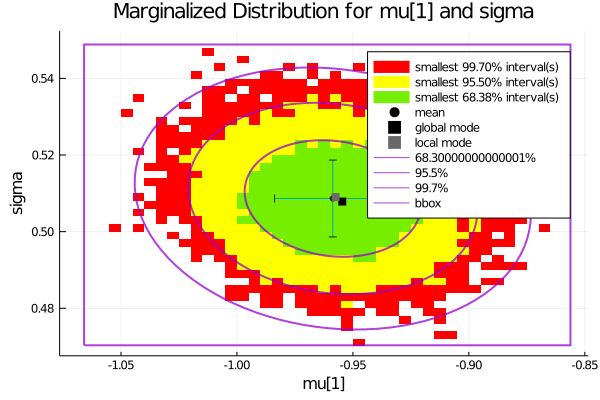 Marginalized Distribution for mu[1] and sigma
smallest 99.70% interval(s)
smallest 95.50% interval(s)
smallest 68.38% interval(s)
mean
global mode
local mode
68.30000000000001%
95.5%
99.7%
bbox
sigma
0.54
0.52
0.50
0.48
-1.05
-1.00
-0.95
-0.90
-0.85
mu[1]